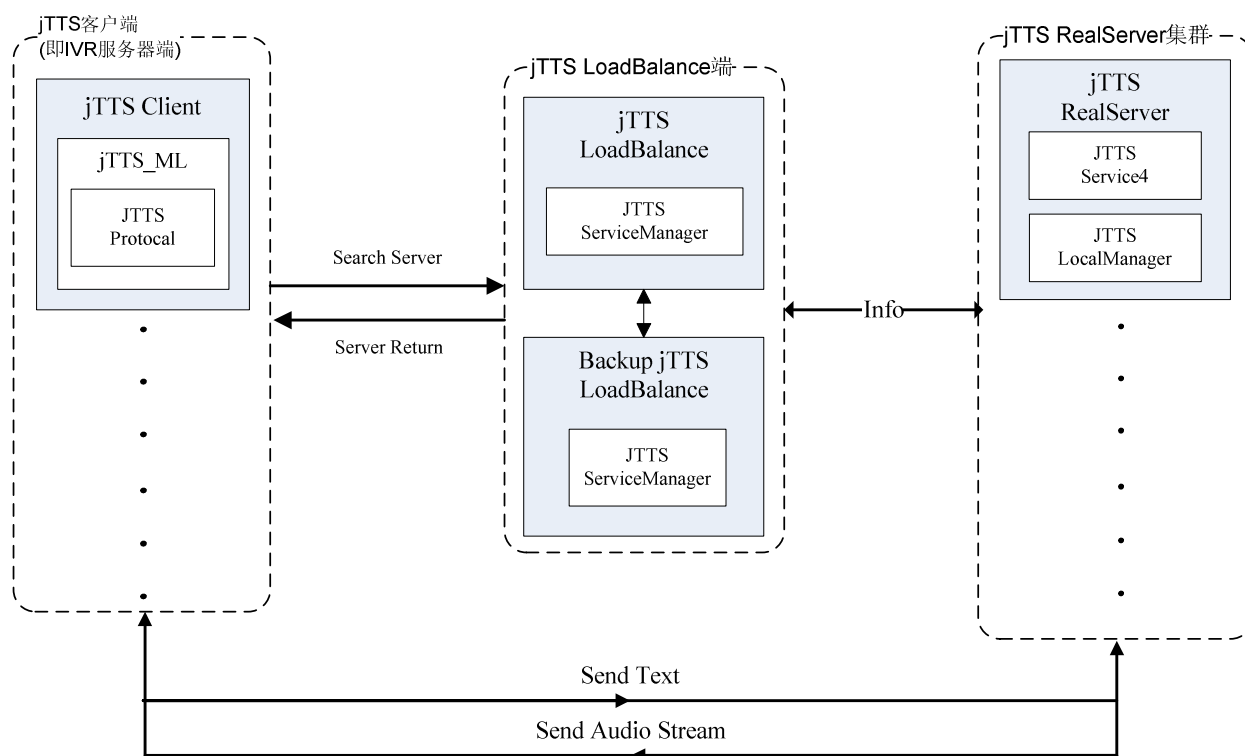 jTTS客户端
(即IVR服务器端)
jTTS Client
jTTS_ML
JTTS
Protocal
Search Server
Server Return
jTTS LoadBalance端
jTTS
LoadBalance
JTTS
ServiceManager
Backup jTTS
LoadBalance
JTTS
ServiceManager
Info
jTTS RealServer集群
jTTS
RealServer
JTTS
Service4
JTTS
LocalManager
Send Text
Send Audio Stream